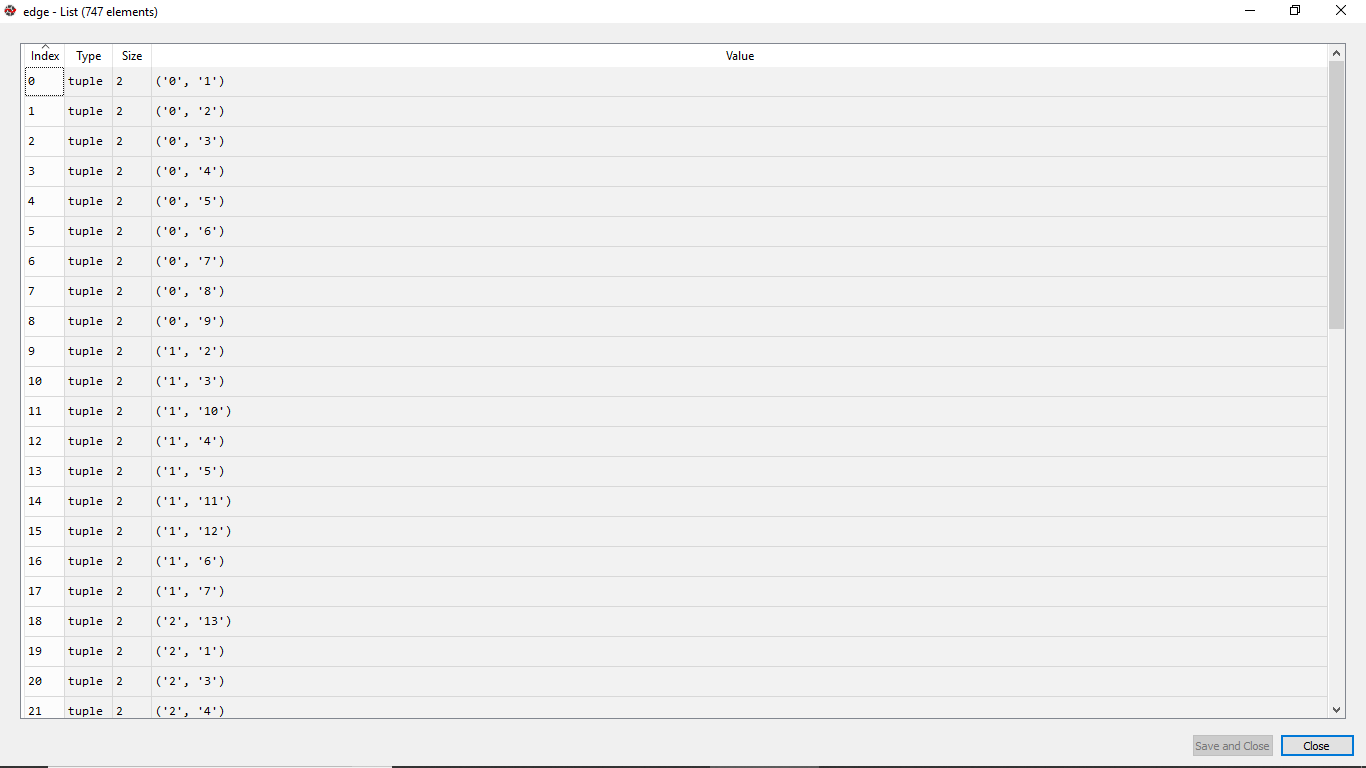 edge - List (747 elements)
Index Type Size Value
0 tuple 2 ('0', '1')
1 tuple 2 ('0', '2')
2 tuple 2 ('0', '3')
3 tuple 2 ('0', '4')
4 tuple 2 ('0', '5')
5 tuple 2 ('0', '6')
6 tuple 2 ('0', '7')
7 tuple 2 ('0', '8')
8 tuple 2 ('0', '9')
9 tuple 2 ('1', '2')
10 tuple 2 ('1', '3')
11 tuple 2 ('1', '10')
12 tuple 2 ('1', '4')
13 tuple 2 ('1', '5')
14 tuple 2 ('1', '11')
15 tuple 2 ('1', '12')
16 tuple 2 ('1', '6')
17 tuple 2 ('1', '7')
18 tuple 2 ('2', '13')
19 tuple 2 ('2', '1')
20 tuple 2 ('2', '3')
21 tuple 2 ('2', '4')
Save and Close Close